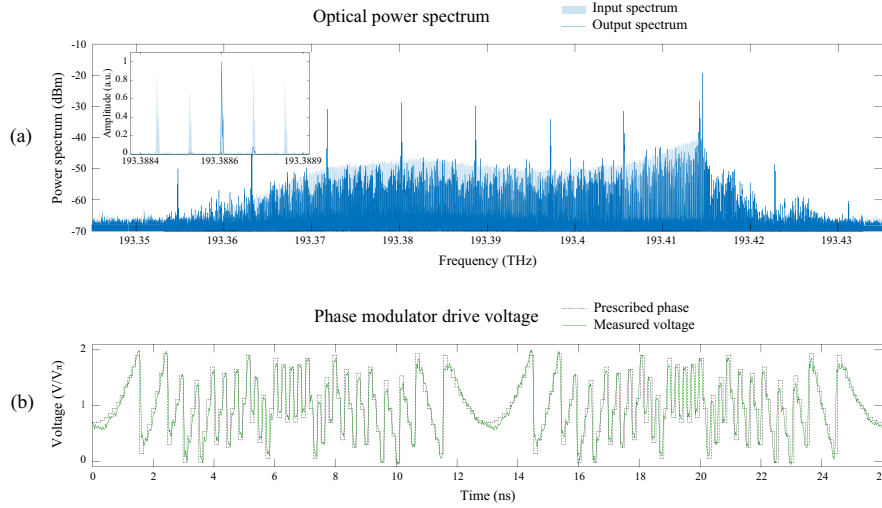 Optical power spectrum
Input spectrum
Output spectrum
(a)
Power spectrum (dBm)
-10
-20
-30
-40
-50
-60
-70
Amplitude (a.u.)
1
0.8
0.6
0.4
0.2
0
193.3884
193.3886
193.3889
193.35
193.36
193.37
193.38
193.39
193.4
193.41
193.42
193.43
Frequency (THz)
Phase modulator drive voltage
Prescribed phase
Measured voltage
(b)
Voltage (V/Vπ)
2
1
0
0 2 4 6 8 10 12 14 16 18 20 22 24 26
Time (ns)